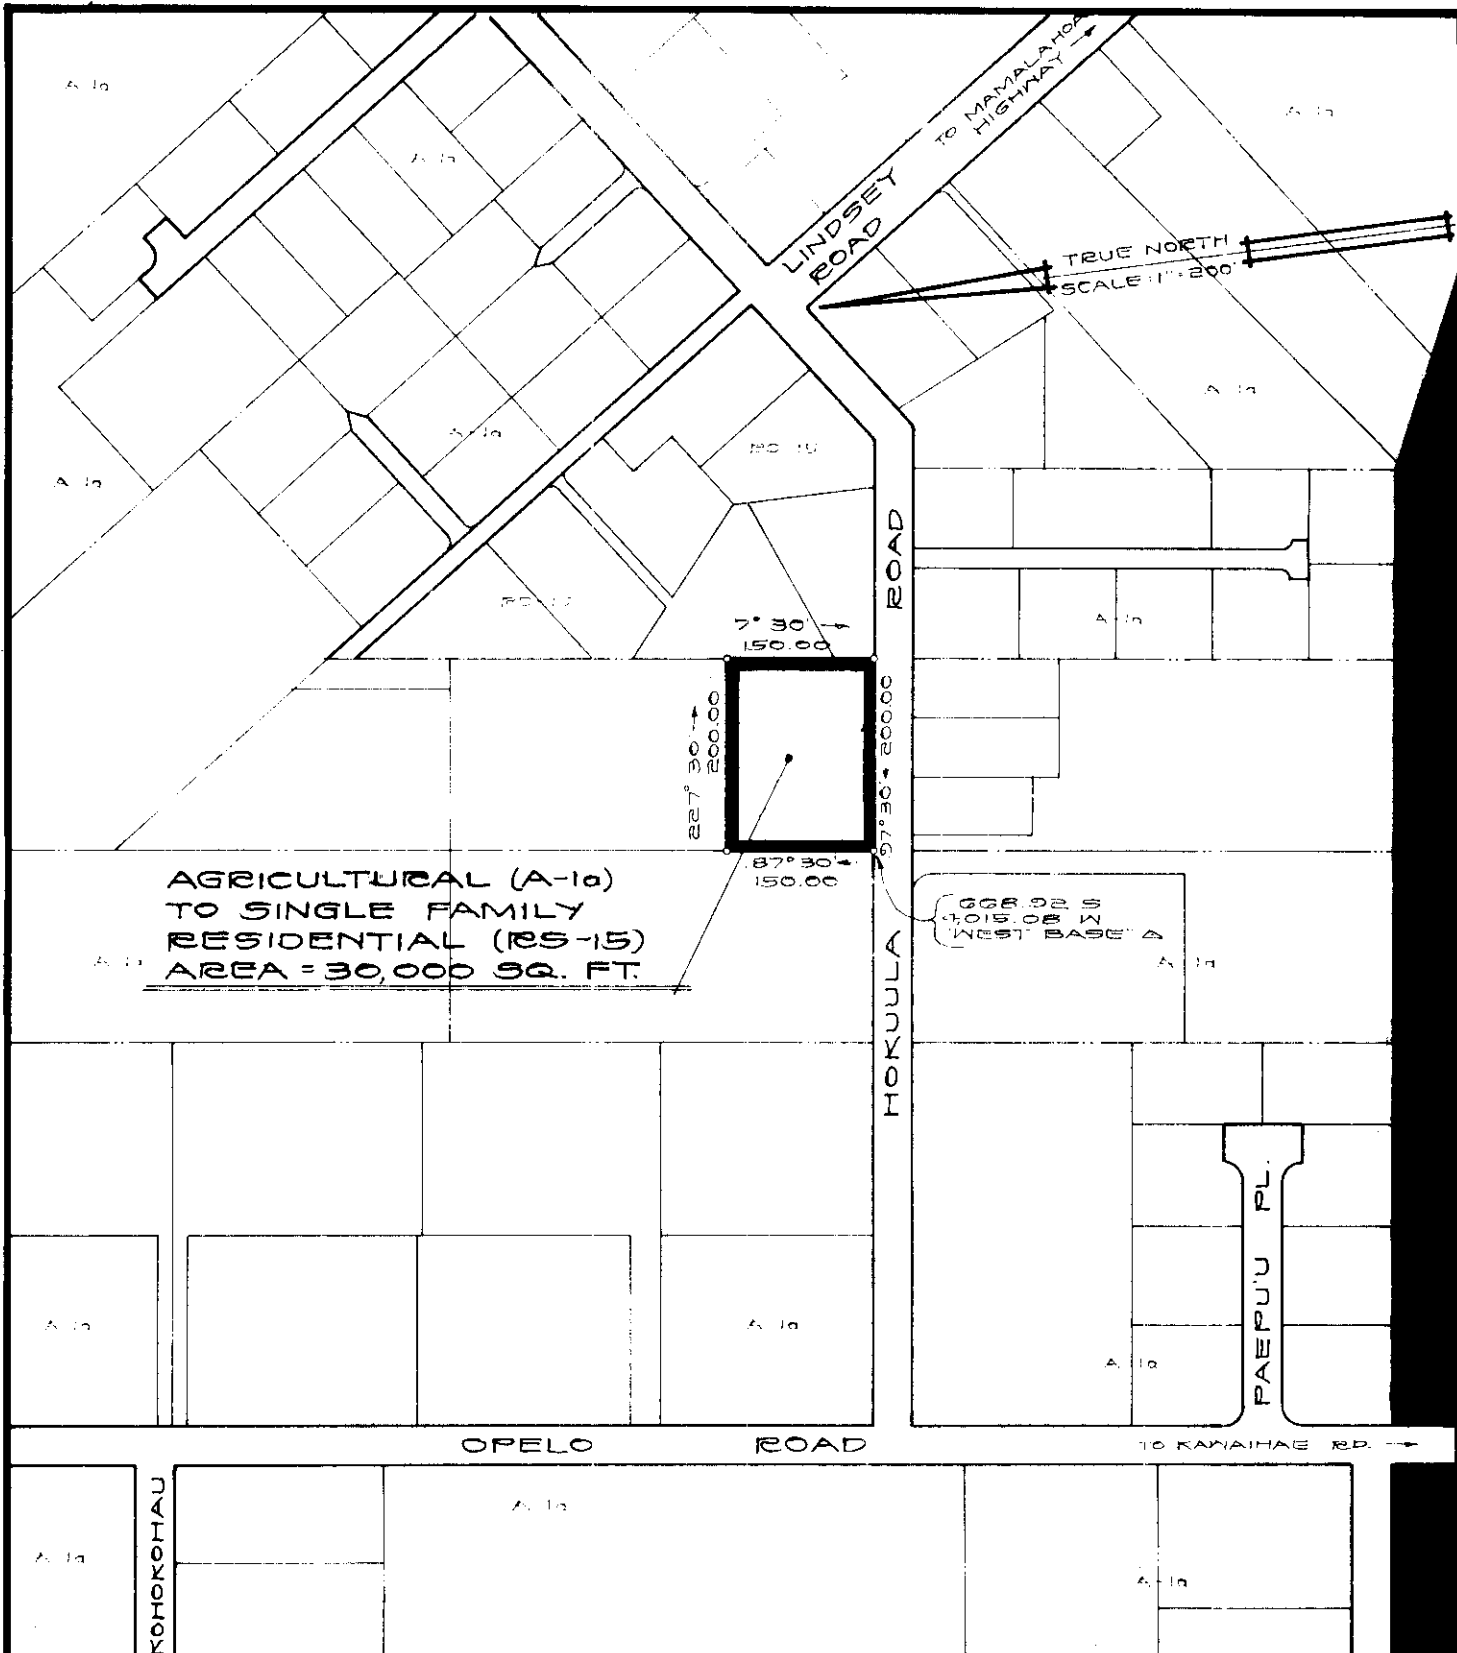 TO MAMALAHOA
HIGHWAY →
LINDSEY
ROAD
TRUE NORTH
SCALE: 1" = 200'
A-1a
A-1a
A-1a
A-1a
A-1a
A-1a
ROAD
A-1a
7° 30' →
150.00
227° 30' →
200.00
97° 30' ← 200.00
87° 30' ←
150.00
AGRICULTURAL (A-1a)
TO SINGLE FAMILY
RESIDENTIAL (RS-15)
AREA = 30,000 SQ. FT.
668.92 S
4,015.08 W
"WEST BASE" △
A-1a
A-1a
HOKUULA
PAEPU'U PL.
A-1a
A-1a
A-1a
OPELO ROAD
TO KAWAIHAE RD. →
KOHOKOHAU
A-1a
A-1a
A-1a